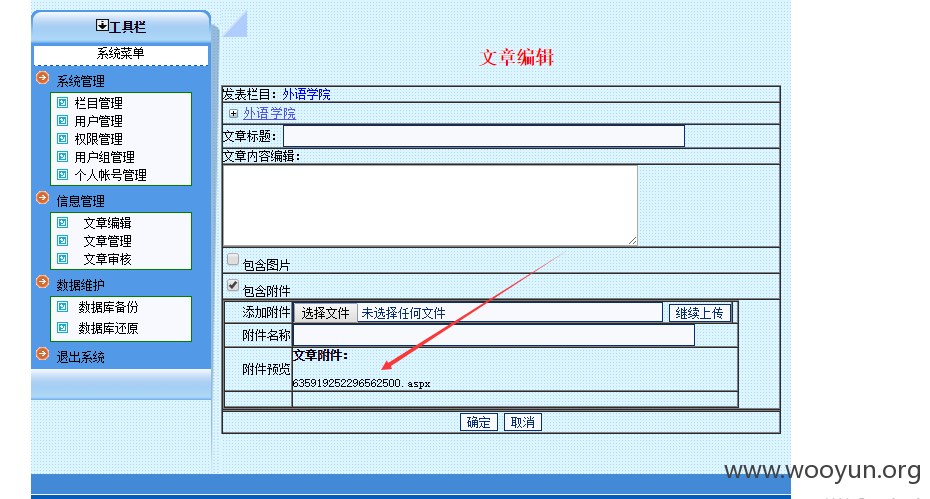 工具栏
系统菜单
系统管理
栏目管理
用户管理
权限管理
用户组管理
个人帐号管理
信息管理
文章编辑
文章管理
文章审核
数据维护
数据库备份
数据库还原
退出系统
文章编辑
发表栏目：外语学院
外语学院
文章标题：
文章内容编辑：
包含图片
包含附件
添加附件 选择文件 未选择任何文件 继续上传
附件名称
附件预览
文章附件：
635919252296562500.aspx
确定 取消
www.wooyun.org